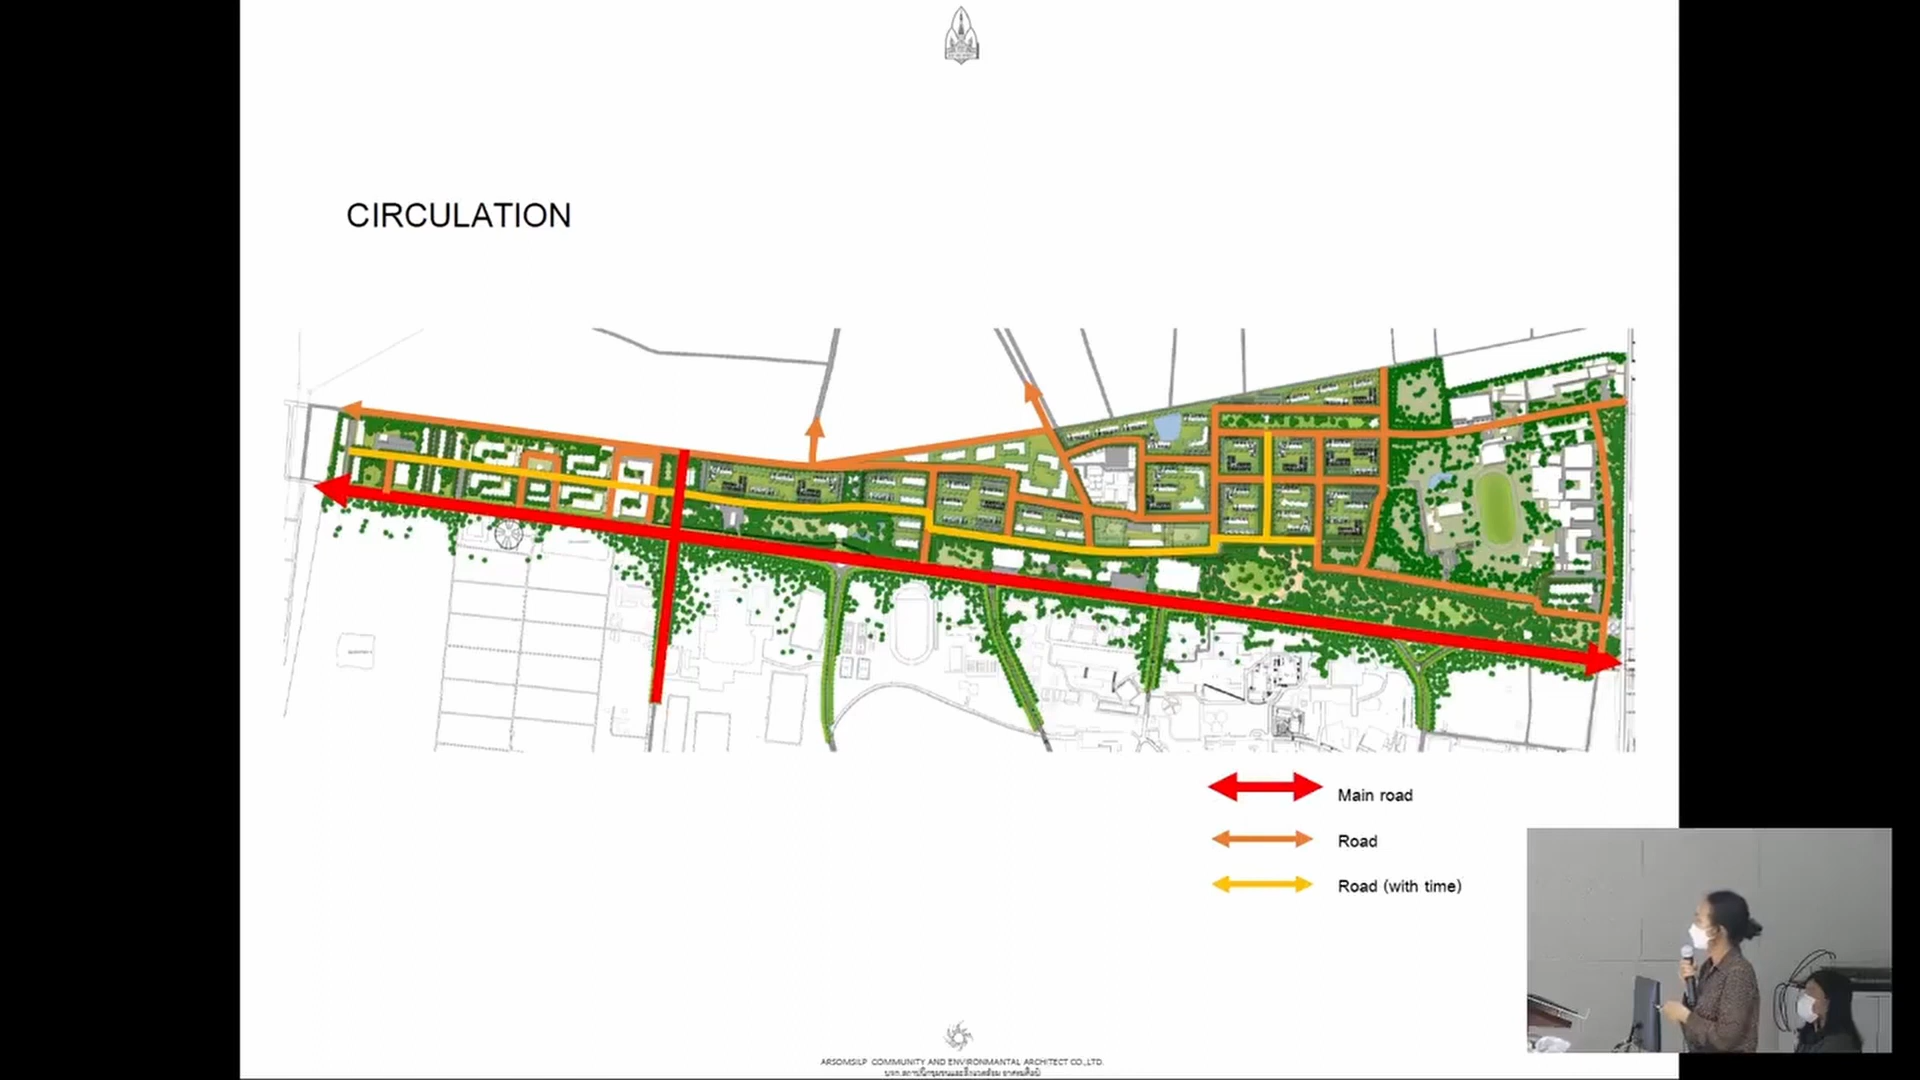 CIRCULATION
Main road
Road
Road (with time)
ARSOMSILP COMMUNITY AND ENVIRONMANTAL ARCHITECT CO.,LTD.